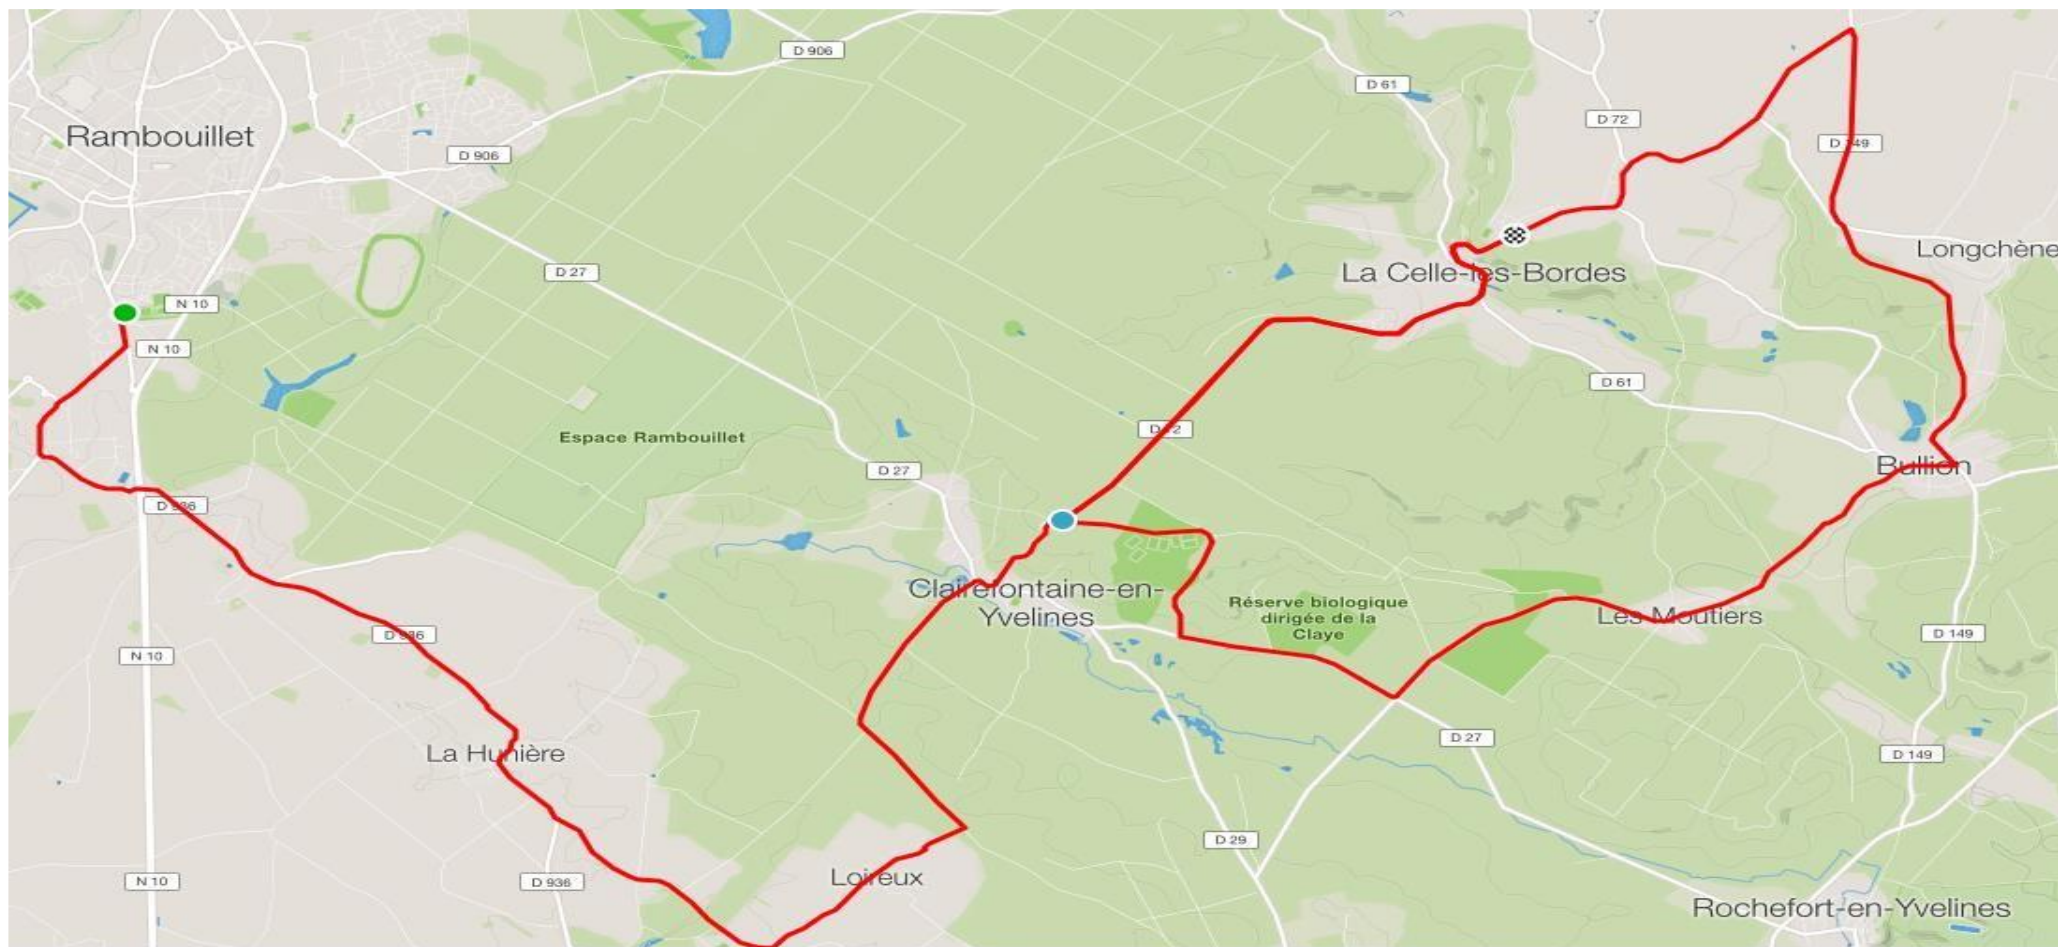 D 906
D 61
D 72
Rambouillet
D 149
D 906
Longchêne
D 27
La Celle-les-Bordes
N 10
N 10
D 61
D 72
Espace Rambouillet
D 27
Bullion
D 936
Clairefontaine-en-
Yvelines
Réserve biologique
dirigée de la
Claye
Les Moutiers
D 936
D 149
N 10
D 27
La Hunière
D 149
D 29
Loireux
N 10
D 936
Rochefort-en-Yvelines